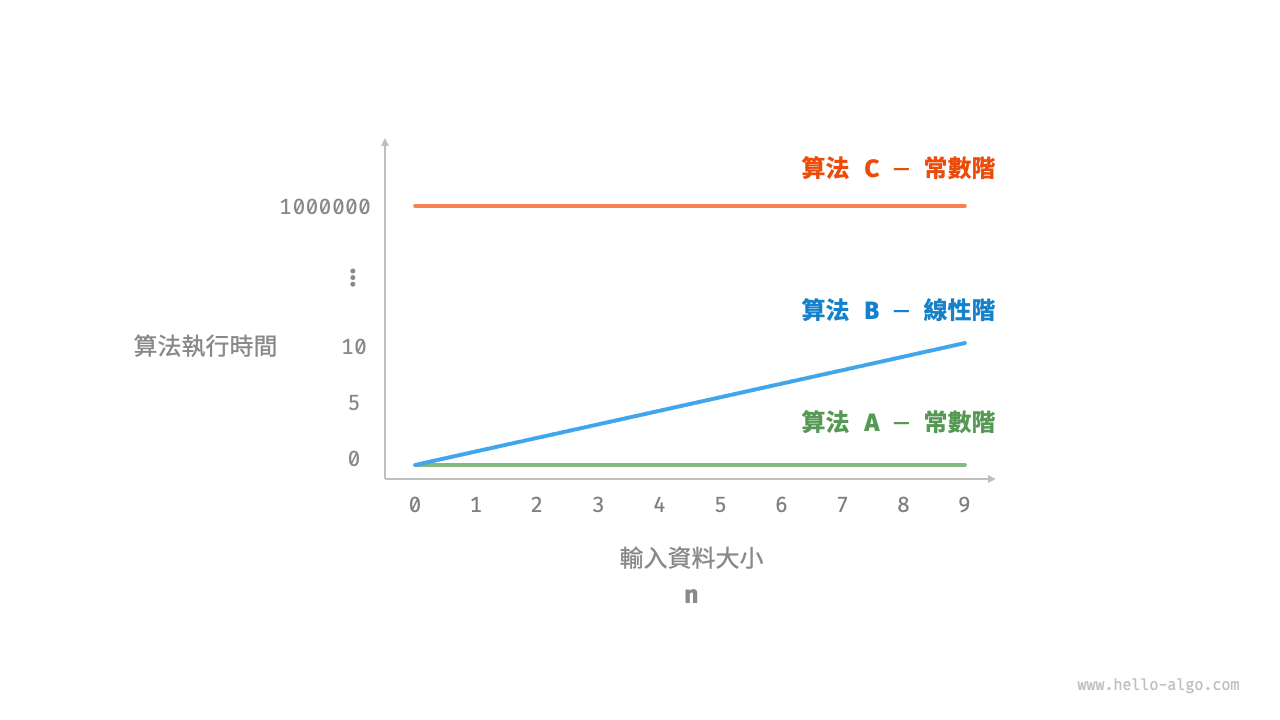 算法 C — 常數階
1000000
⋮
算法 B — 線性階
算法執行時間
10
5
算法 A — 常數階
0
0 1 2 3 4 5 6 7 8 9
輸入資料大小
n
www.hello-algo.com